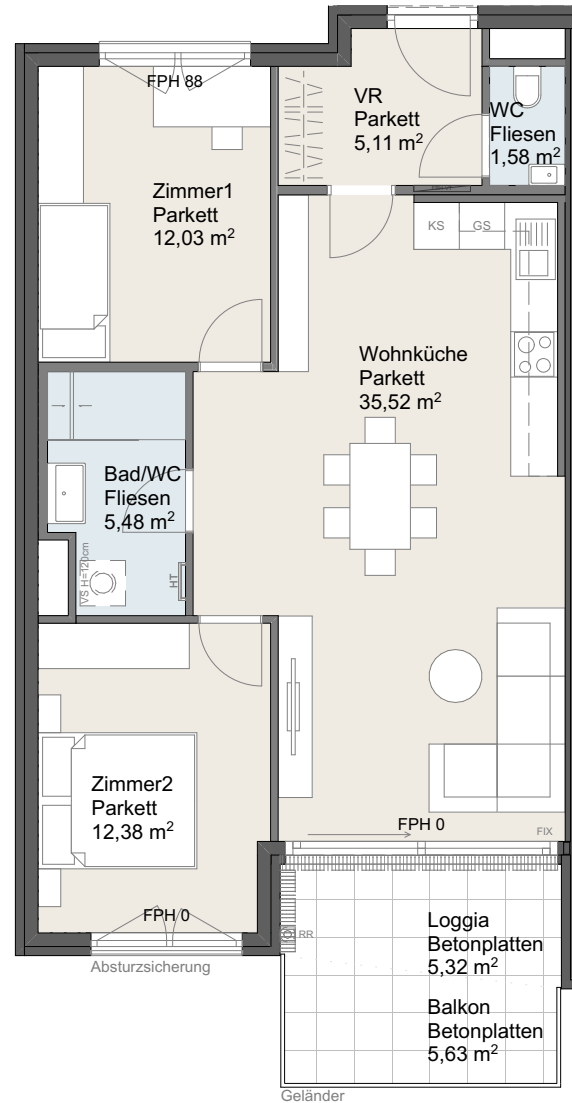 FPH 88
VR
Parkett
5,11 m²
WC
Fliesen
1,58 m²
Zimmer1
Parkett
12,03 m²
KS
GS
Wohnküche
Parkett
35,52 m²
Bad/WC
Fliesen
5,48 m²
VS H=120cm
HT
Zimmer2
Parkett
12,38 m²
FPH 0
FIX
FPH 0
RR
Absturzsicherung
Loggia
Betonplatten
5,32 m²
Balkon
Betonplatten
5,63 m²
Geländer